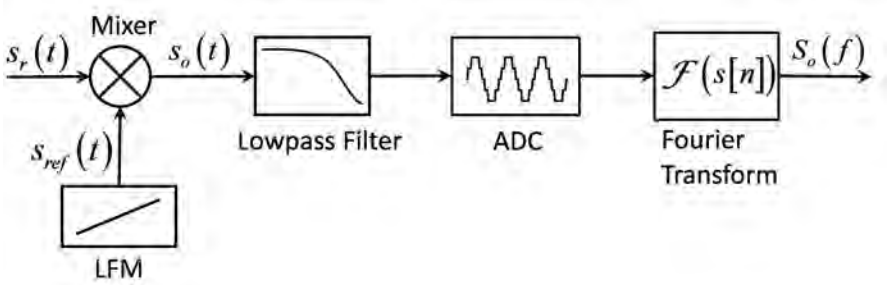 Mixer
s_r(t)
s_o(t)
S_o(f)
ℱ(s[n])
Lowpass Filter
ADC
Fourier
Transform
s_ref(t)
LFM